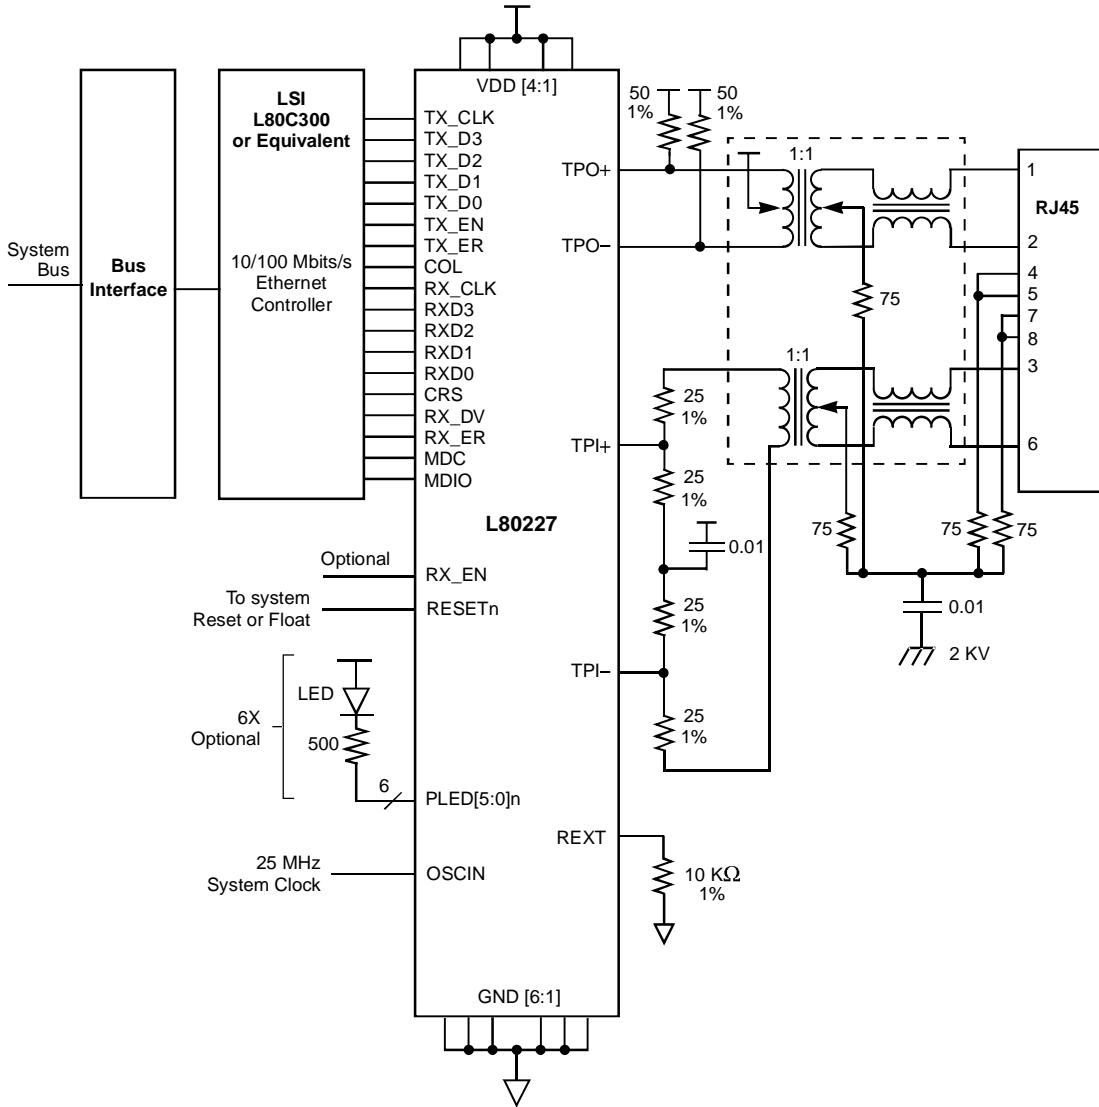 VDD [4:1]
LSI
L80C300
or Equivalent
10/100 Mbits/s
Ethernet
Controller
System
Bus
Bus
Interface
TX_CLK
TX_D3
TX_D2
TX_D1
TX_D0
TX_EN
TX_ER
COL
RX_CLK
RXD3
RXD2
RXD1
RXD0
CRS
RX_DV
RX_ER
MDC
MDIO
L80227
Optional
RX_EN
To system
Reset or Float
RESETn
LED
6X
Optional
500
6
PLED[5:0]n
25 MHz
System Clock
OSCIN
GND [6:1]
TPO+
TPO−
TPI+
TPI−
REXT
50
1%
50
1%
1:1
75
1:1
25
1%
25
1%
0.01
25
1%
25
1%
10 KΩ
1%
RJ45
1
2
4
5
7
8
3
6
75
75
75
0.01
2 KV